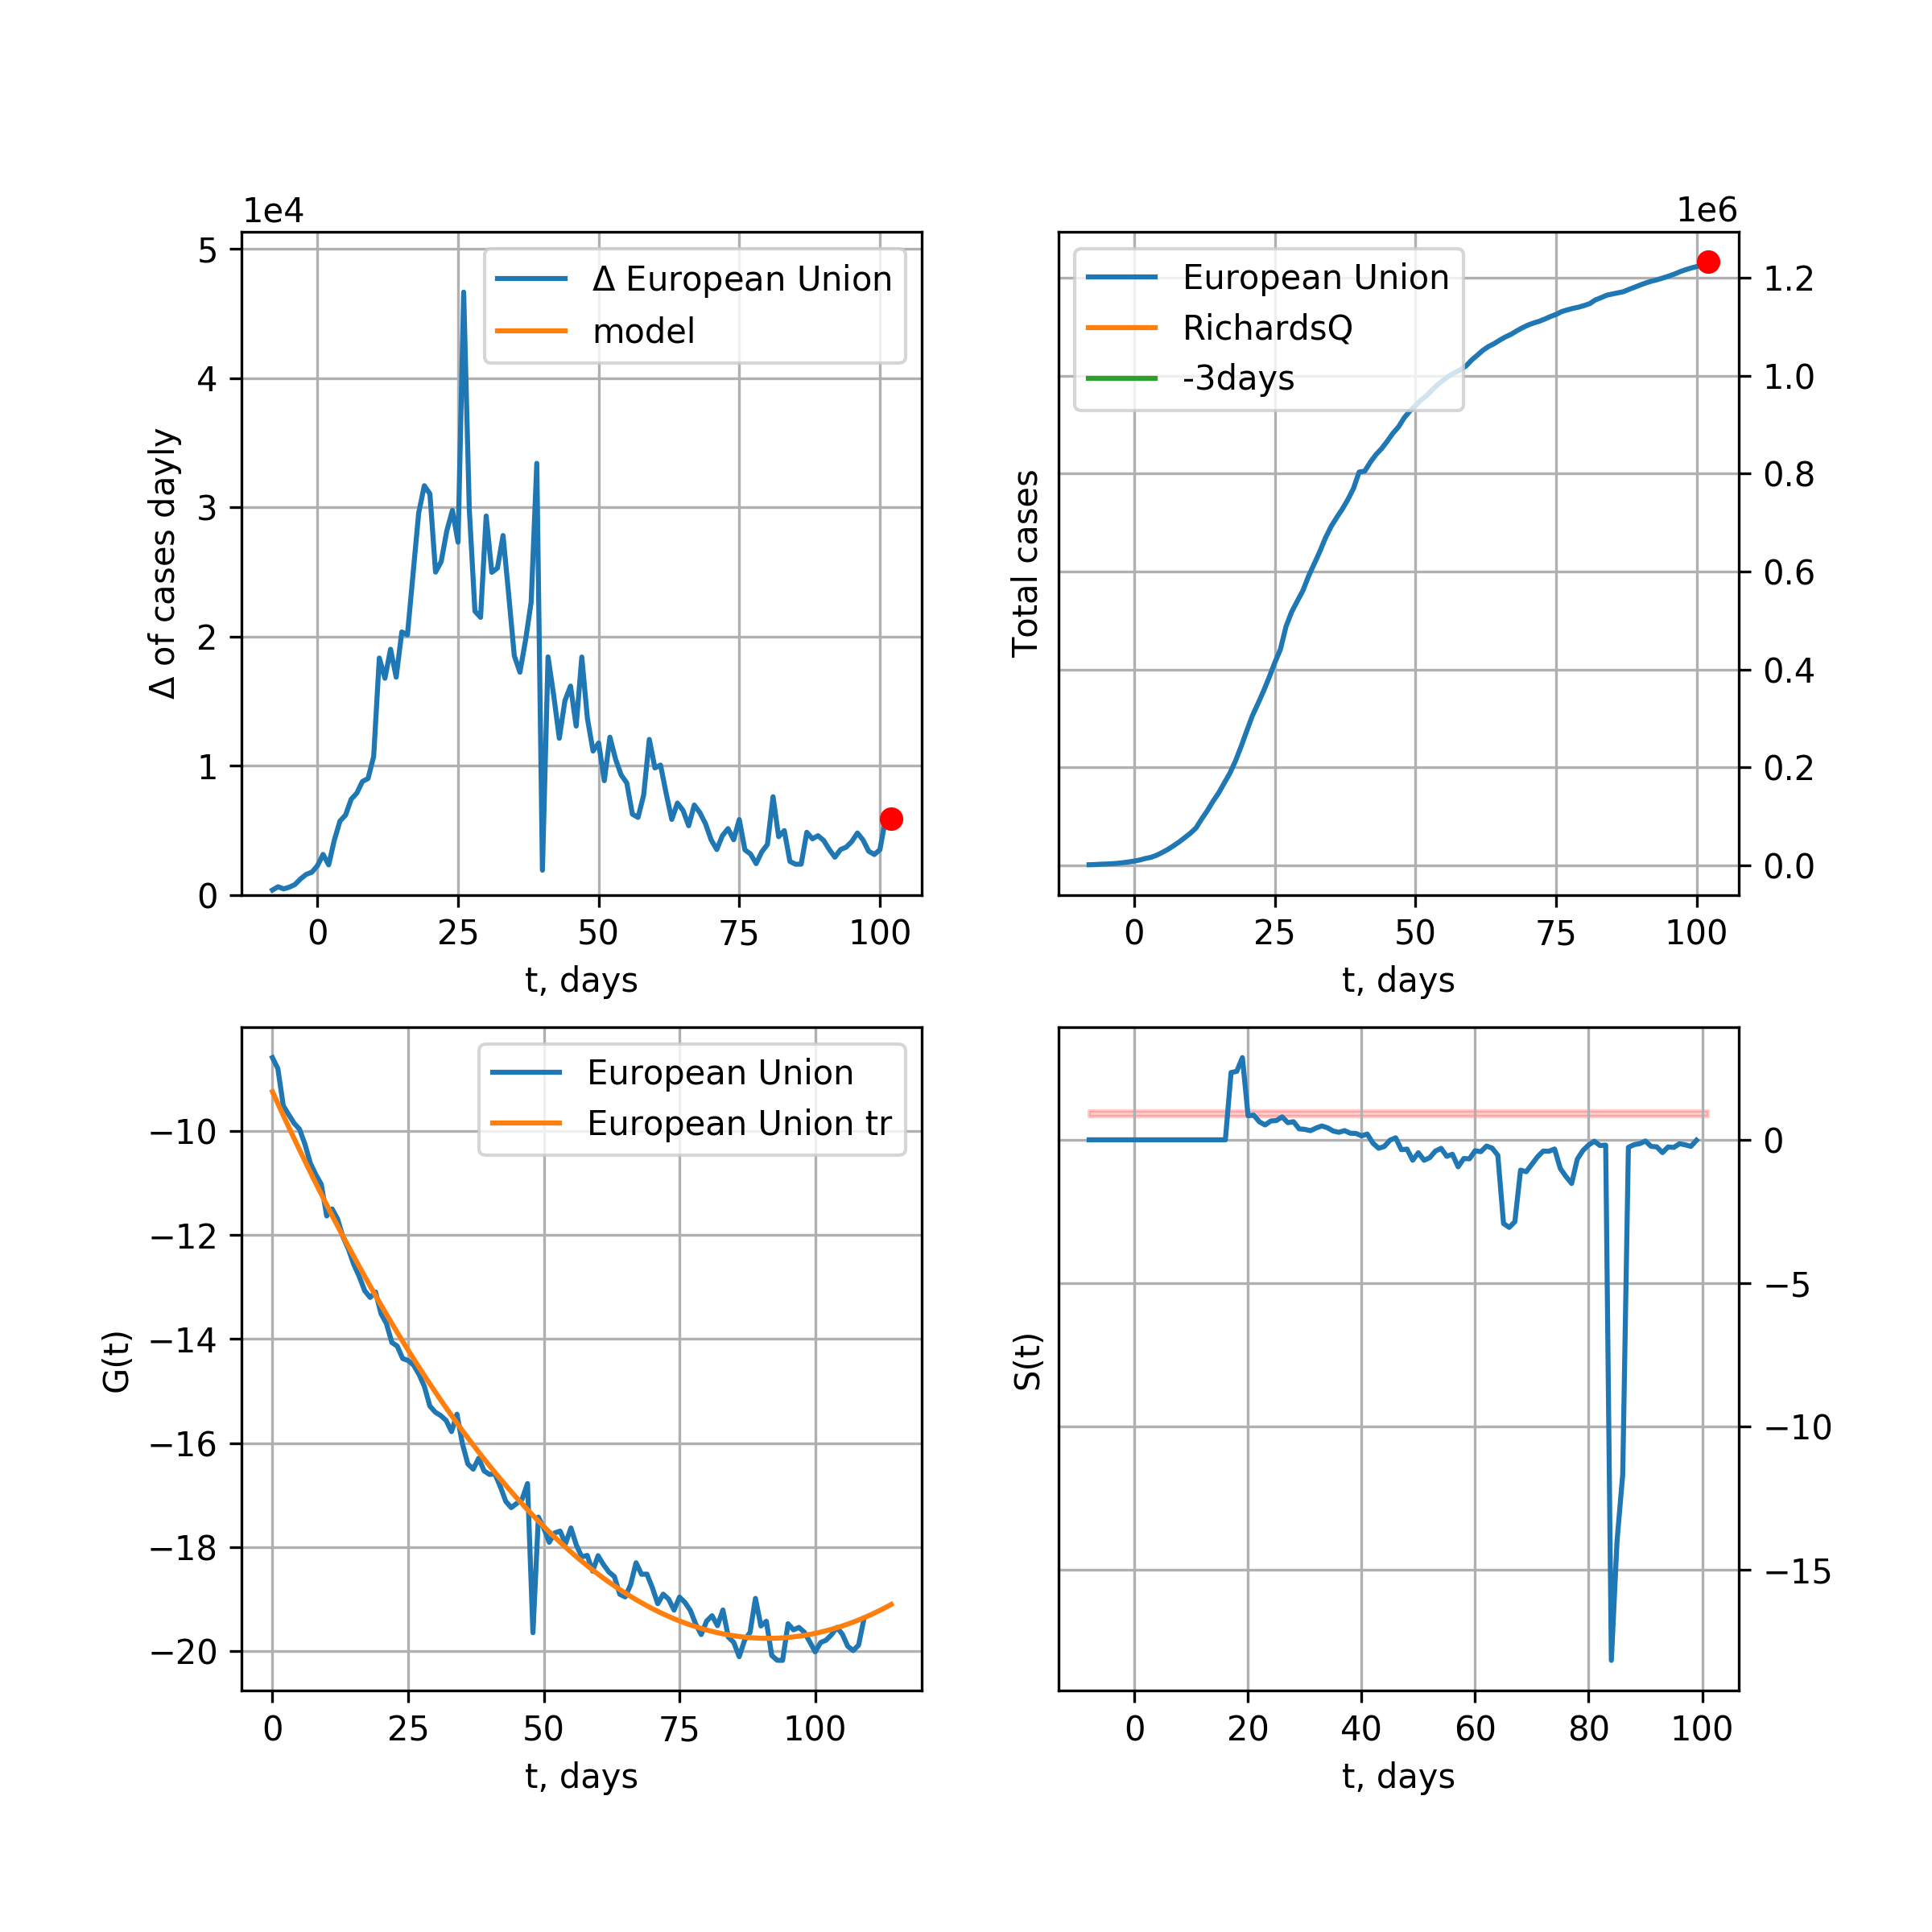 1e4
Δ of cases dayly
5
4
3
2
1
0
Δ European Union
model
0 25 50 75 100
t, days
1e6
Total cases
European Union
RichardsQ
-3days
1.2
1.0
0.8
0.6
0.4
0.2
0.0
0 25 50 75 100
t, days
G(t)
−10
−12
−14
−16
−18
−20
European Union
European Union tr
0 25 50 75 100
t, days
S(t)
0
−5
−10
−15
0 20 40 60 80 100
t, days